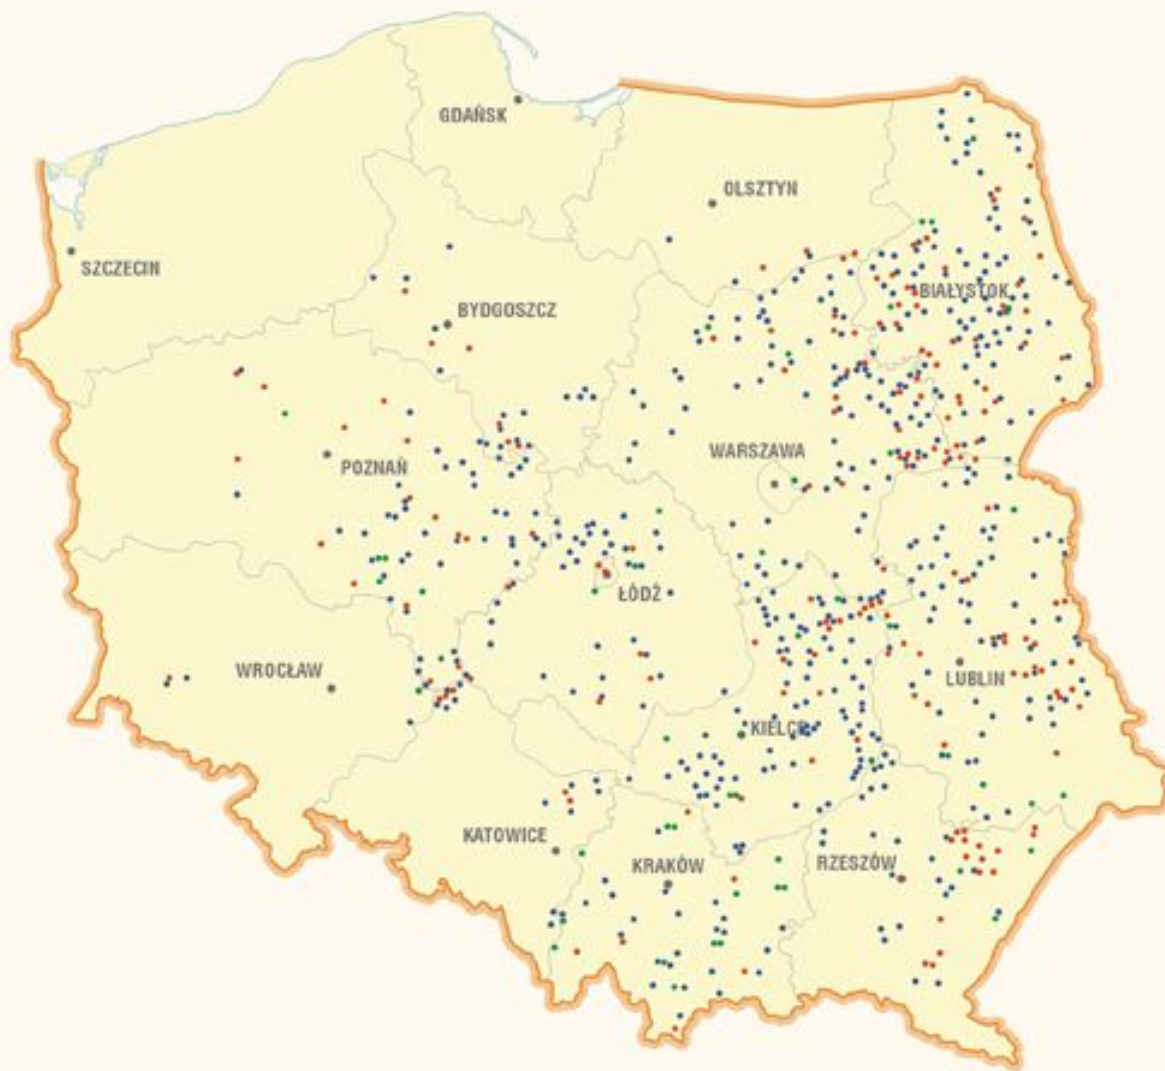 GDAŃSK
OLSZTYN
SZCZECIN
BIAŁYSTOK
BYDGOSZCZ
WARSZAWA
POZNAŃ
ŁÓDŹ
WROCŁAW
LUBLIN
KIELCE
KATOWICE
KRAKÓW
RZESZÓW